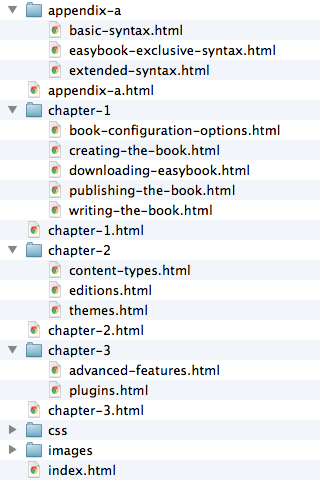 appendix-a
basic-syntax.html
easybook-exclusive-syntax.html
extended-syntax.html
appendix-a.html
chapter-1
book-configuration-options.html
creating-the-book.html
downloading-easybook.html
publishing-the-book.html
writing-the-book.html
chapter-1.html
chapter-2
content-types.html
editions.html
themes.html
chapter-2.html
chapter-3
advanced-features.html
plugins.html
chapter-3.html
css
images
index.html